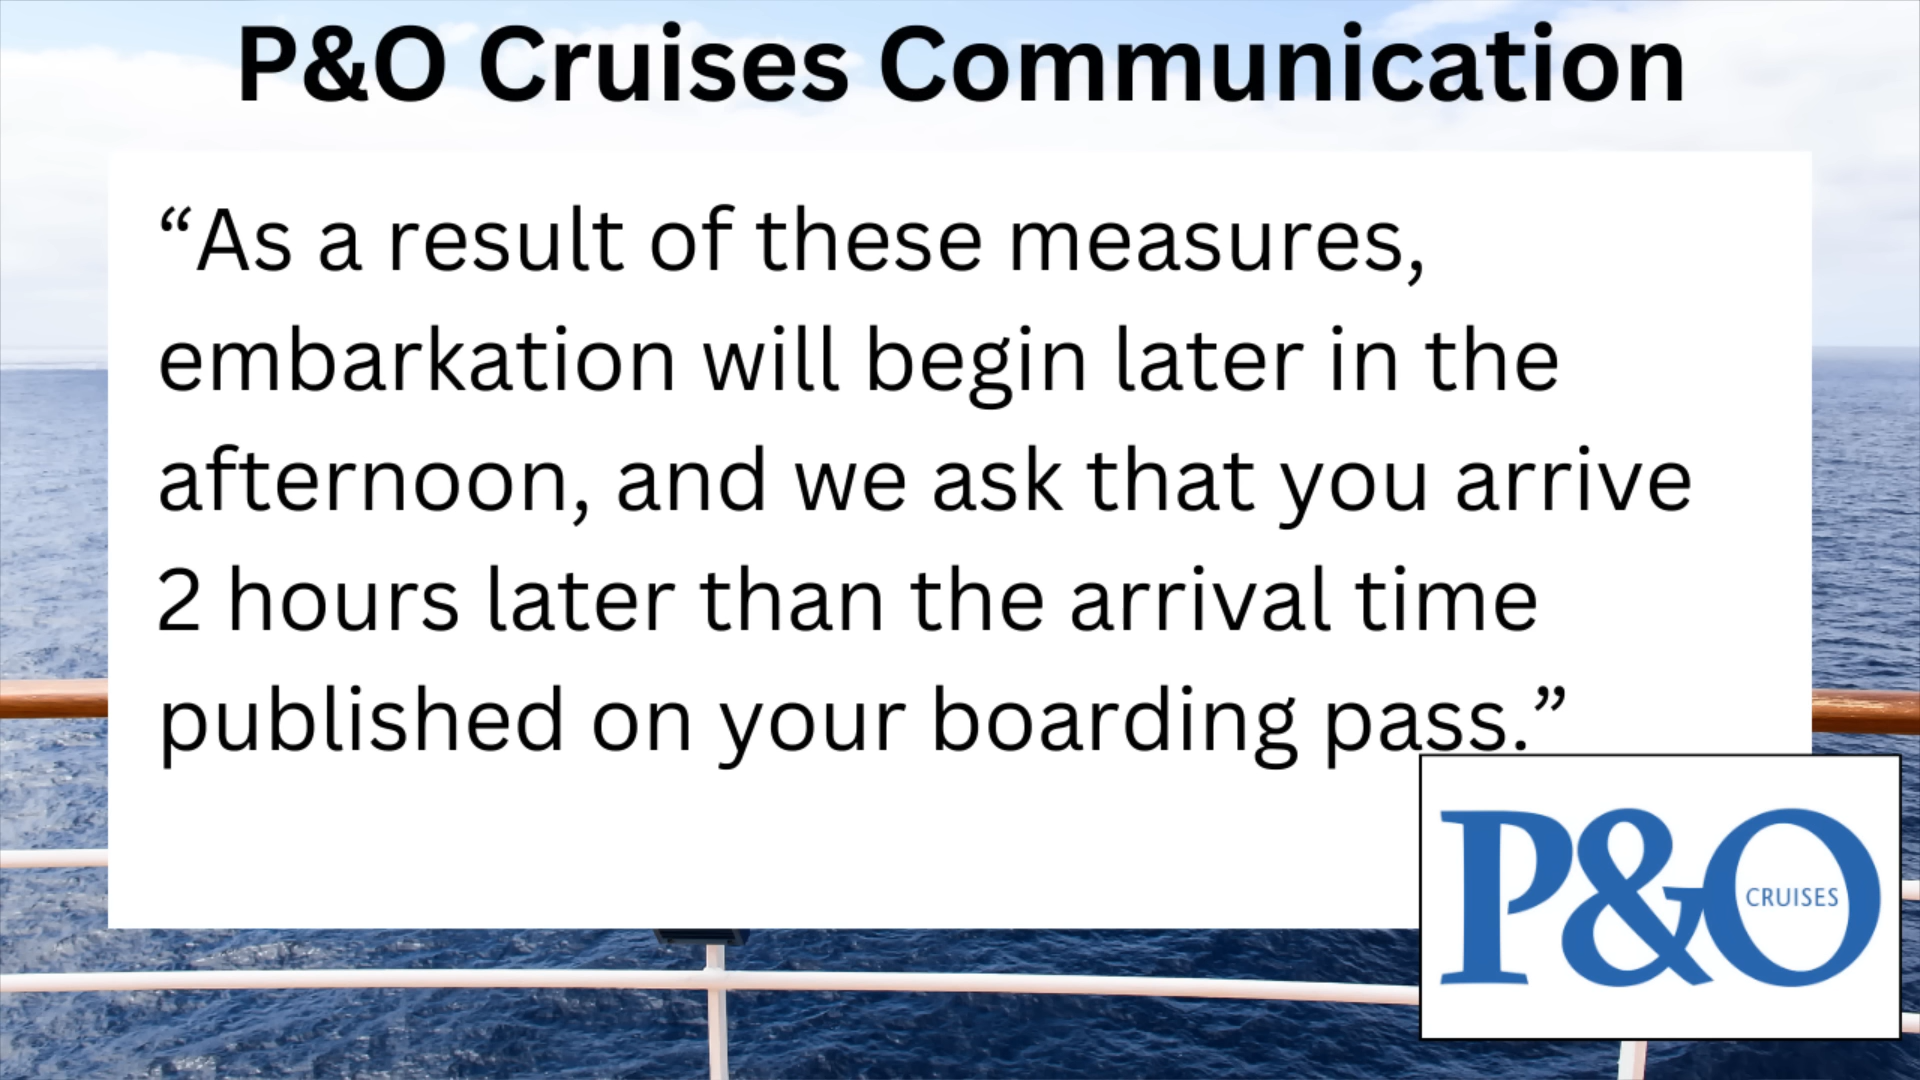 P&O Cruises Communication
“As a result of these measures,
embarkation will begin later in the
afternoon, and we ask that you arrive
2 hours later than the arrival time
published on your boarding pass.”
P&O
CRUISES